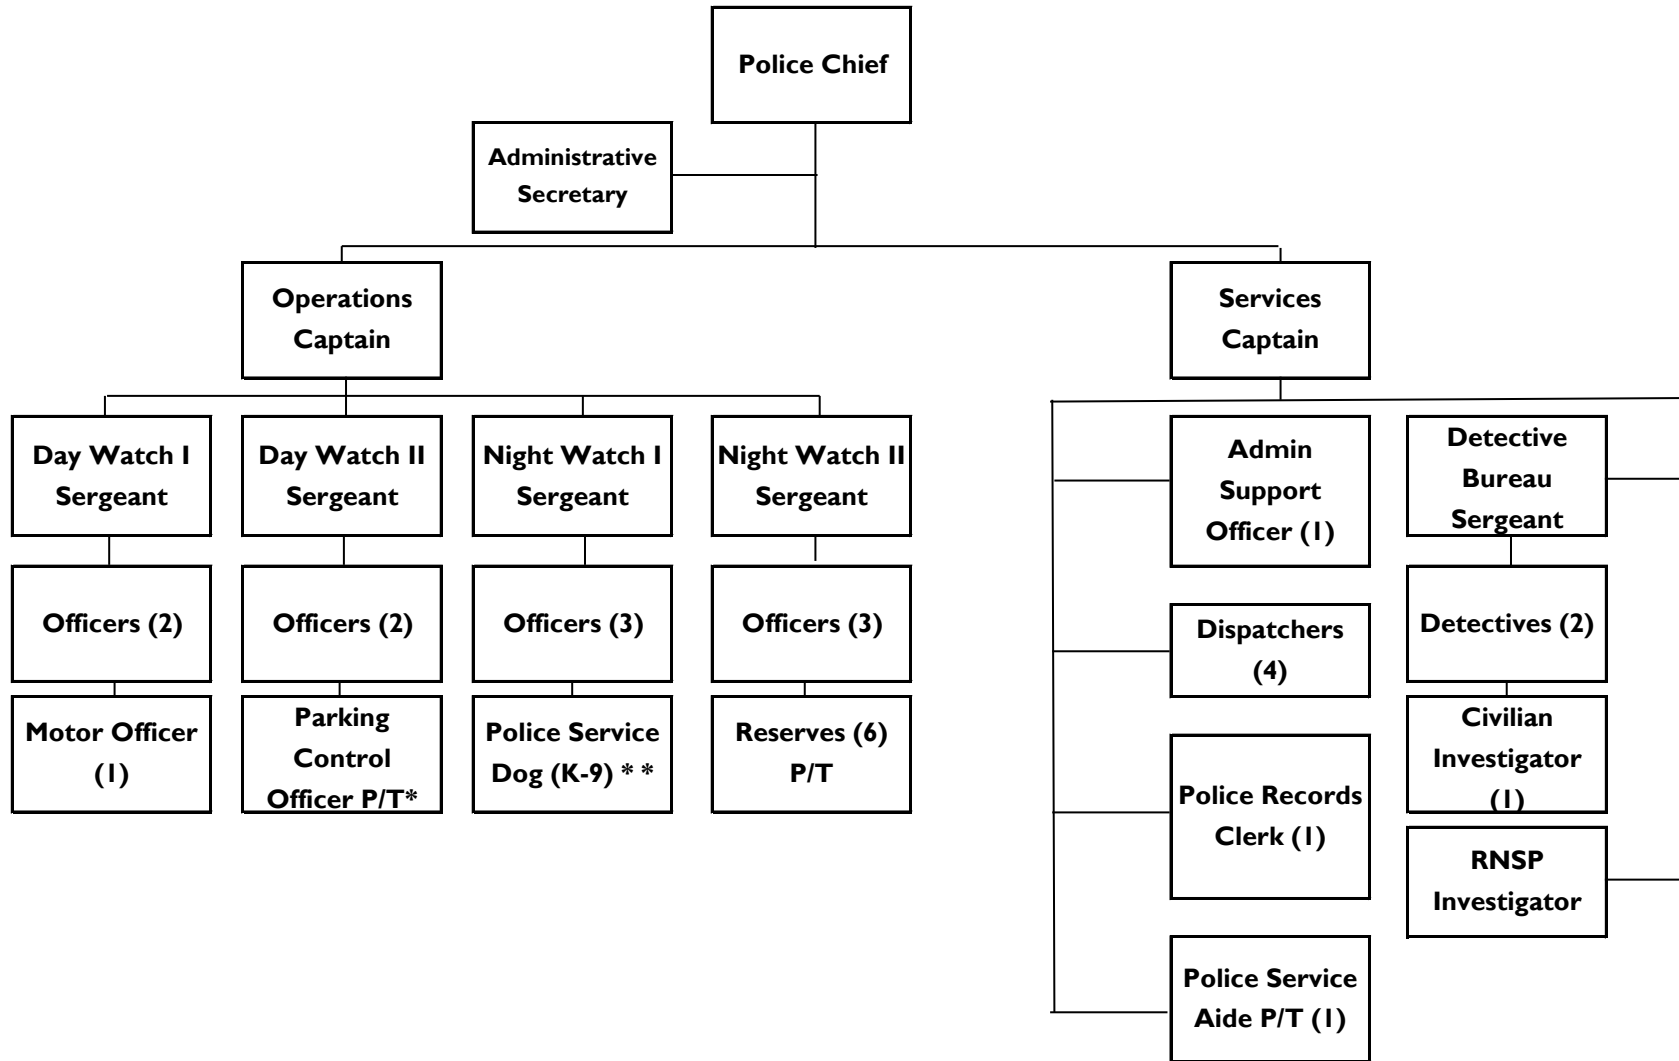 Police Chief
Administrative
Secretary
Operations
Captain
Services
Captain
Day Watch I
Sergeant
Day Watch II
Sergeant
Night Watch I
Sergeant
Night Watch II
Sergeant
Officers (2)
Officers (2)
Officers (3)
Officers (3)
Motor Officer
(1)
Parking
Control
Officer P/T*
Police Service
Dog (K-9) * *
Reserves (6)
P/T
Admin
Support
Officer (1)
Dispatchers
(4)
Police Records
Clerk (1)
Police Service
Aide P/T (1)
Detective
Bureau
Sergeant
Detectives (2)
Civilian
Investigator
(1)
RNSP
Investigator